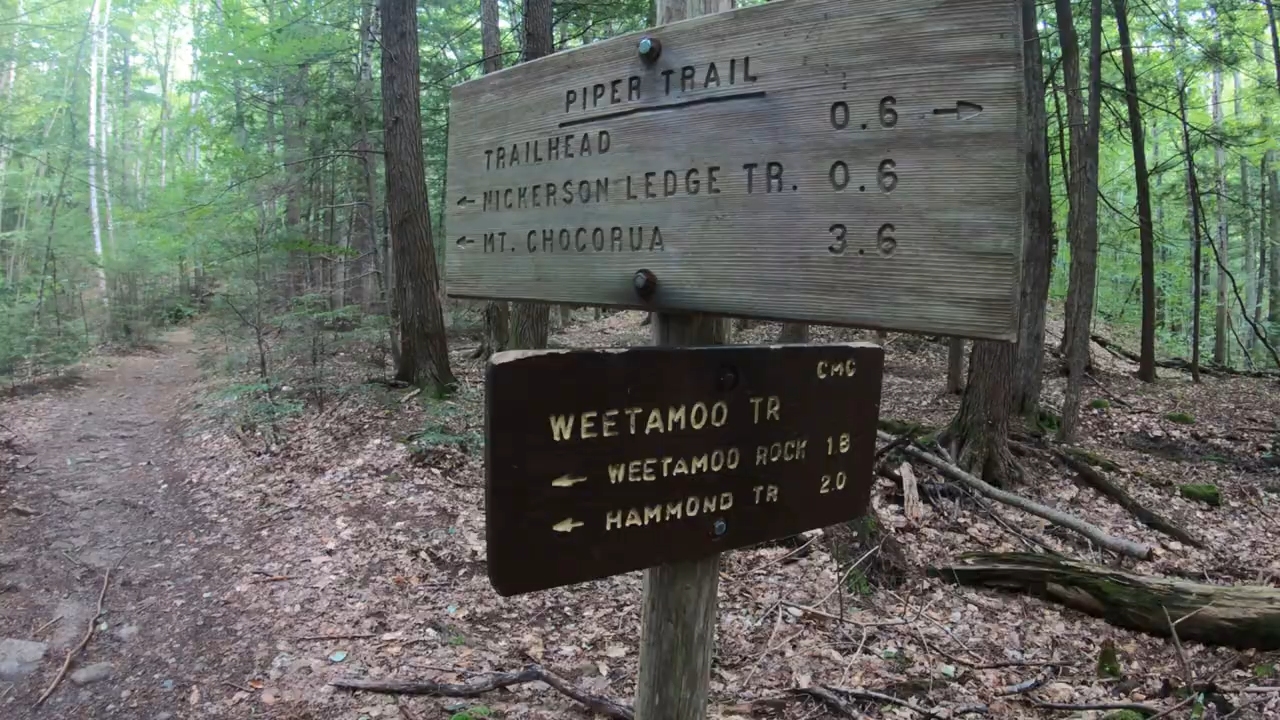 PIPER TRAIL
TRAILHEAD 0.6 →
← NICKERSON LEDGE TR. 0.6
← MT. CHOCORUA 3.6
CMC
WEETAMOO TR
← WEETAMOO ROCK 1.8
← HAMMOND TR 2.0